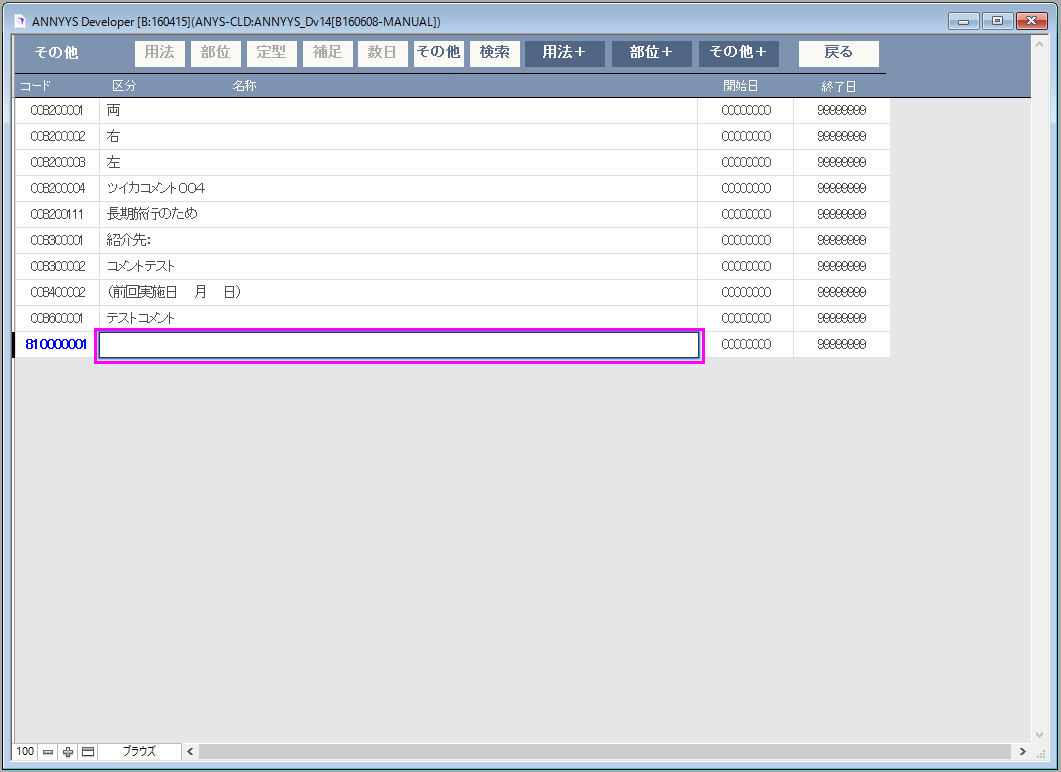 ANNYYS Developer [B:160415](ANYS-CLD:ANNYYS_Dv14[B160608-MANUAL])
その他 用法 部位 定型 補足 数日 その他 検索 用法＋ 部位＋ その他＋ 戻る
コード 区分 名称 開始日 終了日
008200001 両 00000000 99999999
008200002 右 00000000 99999999
008200003 左 00000000 99999999
008200004 ツイカコメント００４ 00000000 99999999
008200111 長期旅行のため 00000000 99999999
008300001 紹介先： 00000000 99999999
008300002 コメントテスト 00000000 99999999
008400002 （前回実施日　月　日） 00000000 99999999
008600001 テストコメント 00000000 99999999
810000001 00000000 99999999
100 ブラウズ